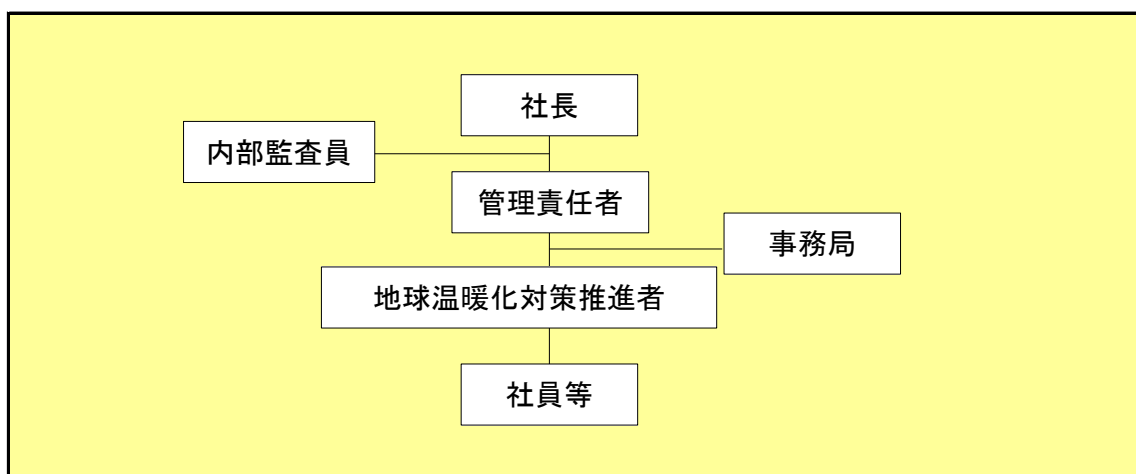 社長
内部監査員
管理責任者
事務局
地球温暖化対策推進者
社員等